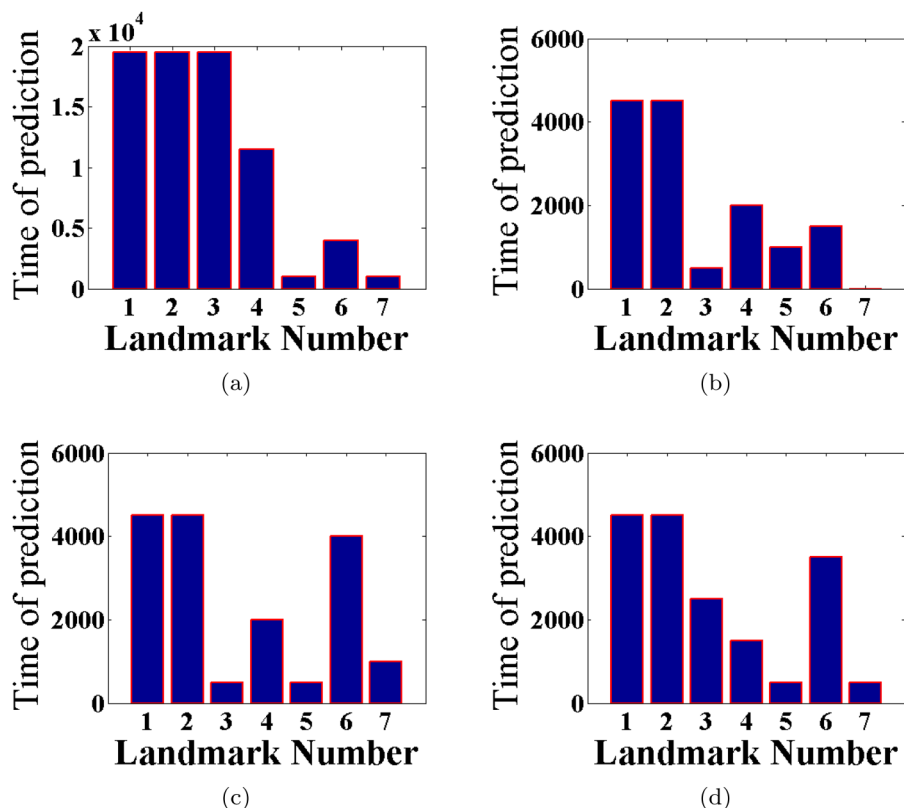 x 10^4
2
1.5
1
0.5
0
Time of prediction
1 2 3 4 5 6 7
Landmark Number
(a)
6000
4000
2000
0
Time of prediction
1 2 3 4 5 6 7
Landmark Number
(b)
6000
4000
2000
0
Time of prediction
1 2 3 4 5 6 7
Landmark Number
(c)
6000
4000
2000
0
Time of prediction
1 2 3 4 5 6 7
Landmark Number
(d)